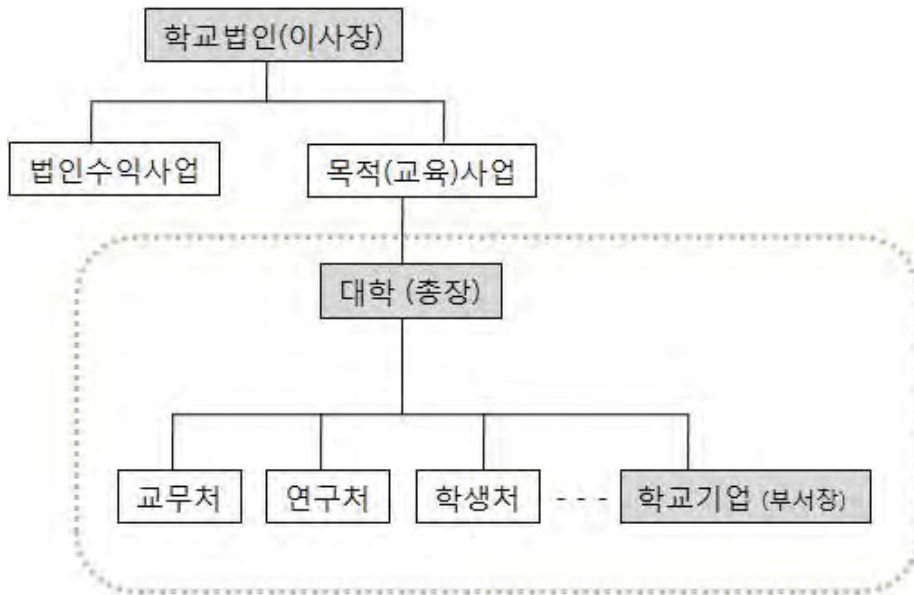 학교법인(이사장)
법인수익사업
목적(교육)사업
대학 (총장)
교무처
연구처
학생처
- - -
학교기업 (부서장)